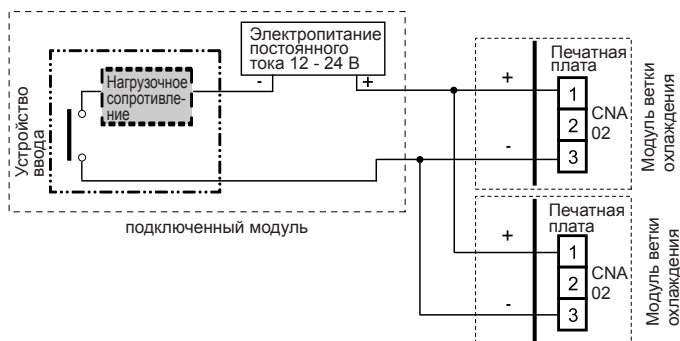 Устройство
ввода
Нагрузочное
сопротивле-
ние
Электропитание
постоянного
тока 12 - 24 В
-
+
подключенный модуль
+
-
Печатная
плата
1
2
3
CNA
02
Модуль ветки
охлаждения
+
-
Печатная
плата
1
2
3
CNA
02
Модуль ветки
охлаждения